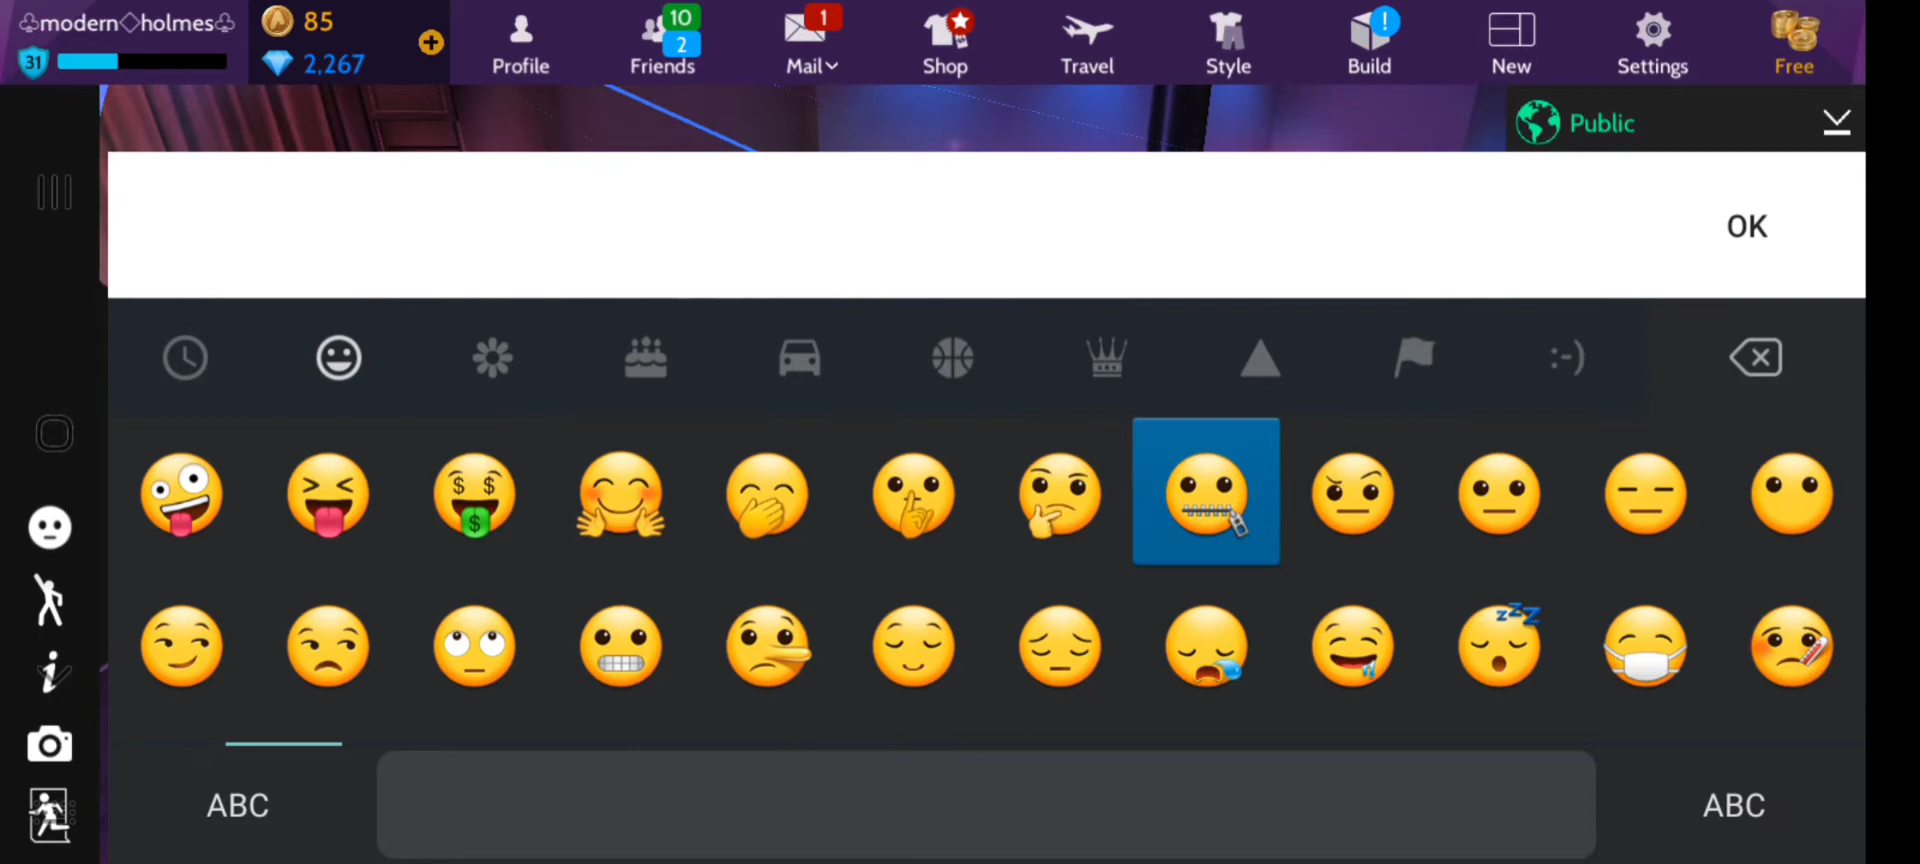 ♧modern◇holmes♧
31
85
2,267
Profile
10
2
Friends
1
Mail
Shop
Travel
Style
!
Build
New
Settings
Free
Public
OK
:-)
$ $
$
zzZ
ABC
ABC